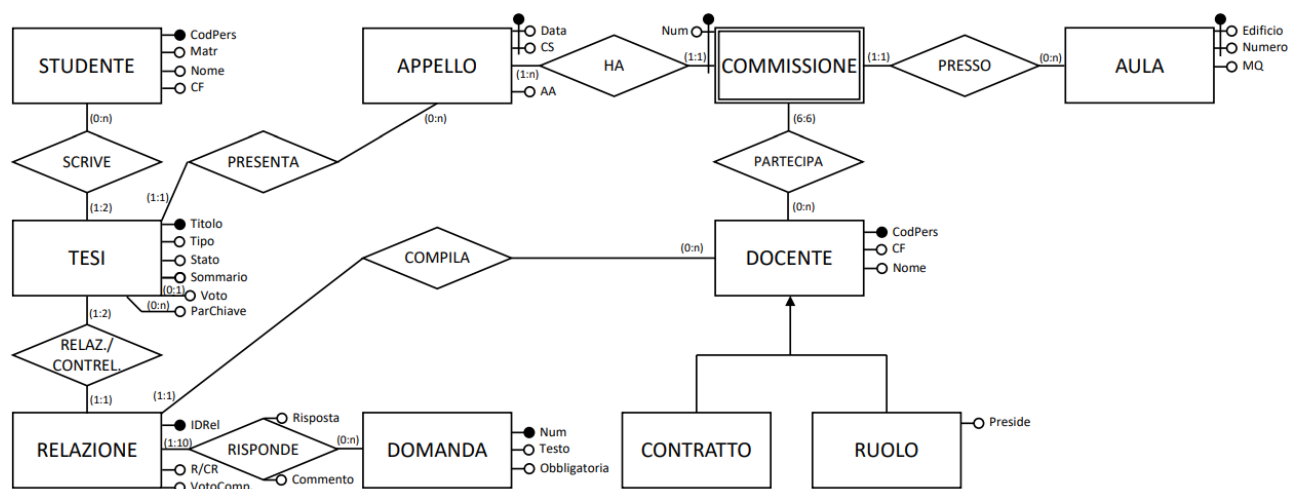 STUDENTE
CodPers
Matr
Nome
CF
APPELLO
Data
CS
AA
(1:n)
HA
(1:1)
Num
COMMISSIONE
(1:1)
PRESSO
(0:n)
AULA
Edificio
Numero
MQ
(0:n)
SCRIVE
(1:2)
(0:n)
PRESENTA
(1:1)
(6:6)
PARTECIPA
(0:n)
TESI
Titolo
Tipo
Stato
Sommario
(0:1)
Voto
(0:n)
ParChiave
COMPILA
(0:n)
DOCENTE
CodPers
CF
Nome
(1:2)
RELAZ./
CONTREL.
(1:1)
(1:1)
RELAZIONE
IDRel
(1:10)
R/CR
VotoComp.
Risposta
RISPONDE
Commento
(0:n)
DOMANDA
Num
Testo
Obbligatoria
CONTRATTO
RUOLO
Preside